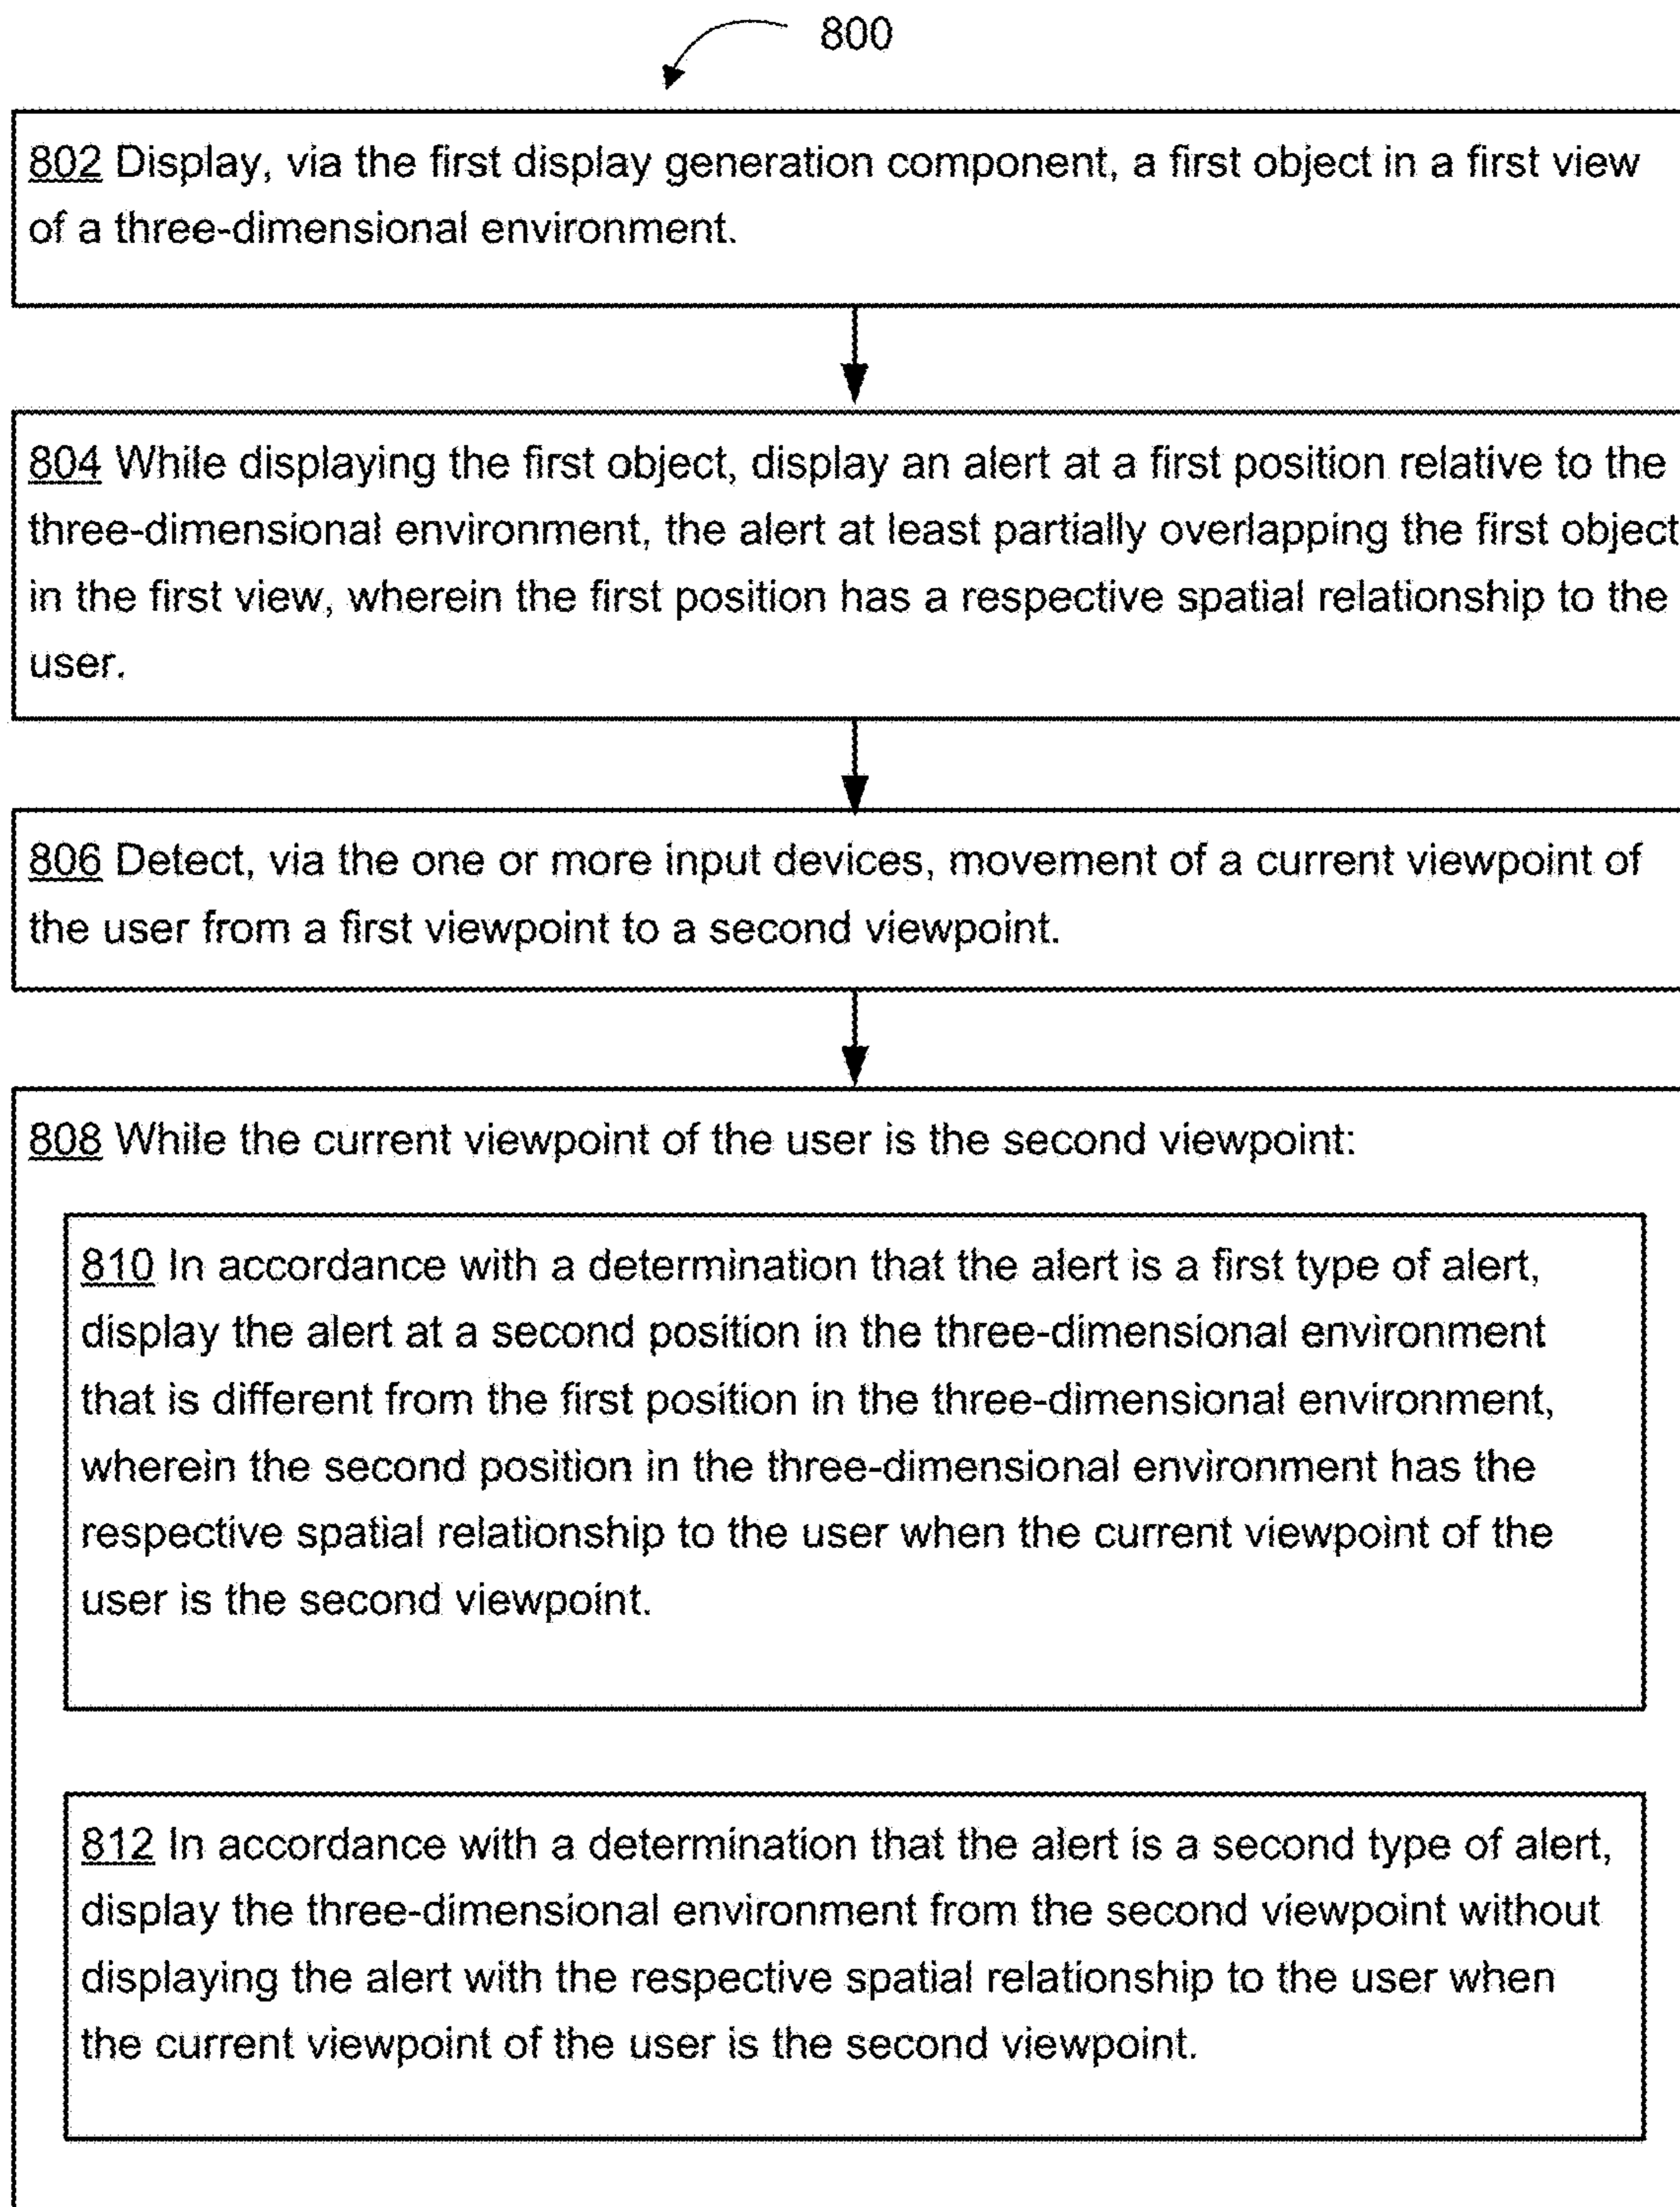 800
802 Display, via the first display generation component, a first object in a first view
of a three-dimensional environment.
804 While displaying the first object, display an alert at a first position relative to the
three-dimensional environment, the alert at least partially overlapping the first object
in the first view, wherein the first position has a respective spatial relationship to the
user.
806 Detect, via the one or more input devices, movement of a current viewpoint of
the user from a first viewpoint to a second viewpoint.
808 While the current viewpoint of the user is the second viewpoint:
810 In accordance with a determination that the alert is a first type of alert,
display the alert at a second position in the three-dimensional environment
that is different from the first position in the three-dimensional environment,
wherein the second position in the three-dimensional environment has the
respective spatial relationship to the user when the current viewpoint of the
user is the second viewpoint.
812 In accordance with a determination that the alert is a second type of alert,
display the three-dimensional environment from the second viewpoint without
displaying the alert with the respective spatial relationship to the user when
the current viewpoint of the user is the second viewpoint.